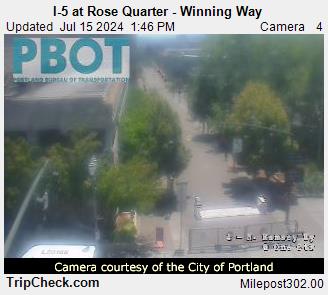 I-5 at Rose Quarter - Winning Way
Updated Jul 15 2024 1:46 PM Camera 4
PBOT
PORTLAND BUREAU OF TRANSPORTATION
Camera courtesy of the City of Portland
TripCheck.com Milepost302.00